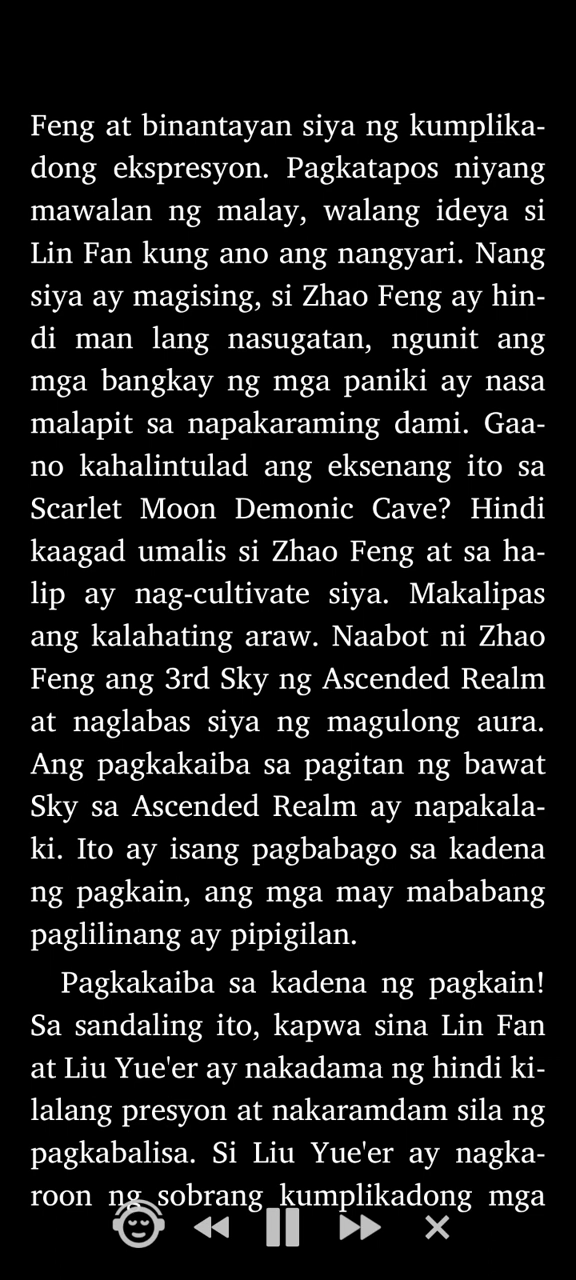 Feng at binantayan siya ng kumplika-
dong ekspresyon. Pagkatapos niyang
mawalan ng malay, walang ideya si
Lin Fan kung ano ang nangyari. Nang
siya ay magising, si Zhao Feng ay hin-
di man lang nasugatan, ngunit ang
mga bangkay ng mga paniki ay nasa
malapit sa napakaraming dami. Gaa-
no kahalintulad ang eksenang ito sa
Scarlet Moon Demonic Cave? Hindi
kaagad umalis si Zhao Feng at sa ha-
lip ay nag-cultivate siya. Makalipas
ang kalahating araw. Naabot ni Zhao
Feng ang 3rd Sky ng Ascended Realm
at naglabas siya ng magulong aura.
Ang pagkakaiba sa pagitan ng bawat
Sky sa Ascended Realm ay napakala-
ki. Ito ay isang pagbabago sa kadena
ng pagkain, ang mga may mababang
paglilinang ay pipigilan.
Pagkakaiba sa kadena ng pagkain!
Sa sandaling ito, kapwa sina Lin Fan
at Liu Yue'er ay nakadama ng hindi ki-
lalang presyon at nakaramdam sila ng
pagkabalisa. Si Liu Yue'er ay nagka-
roon ng sobrang kumplikadong mga